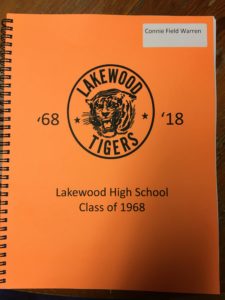 Connie Field Warren
LAKEWOOD
‘68
‘18
TIGERS
Lakewood High School
Class of 1968